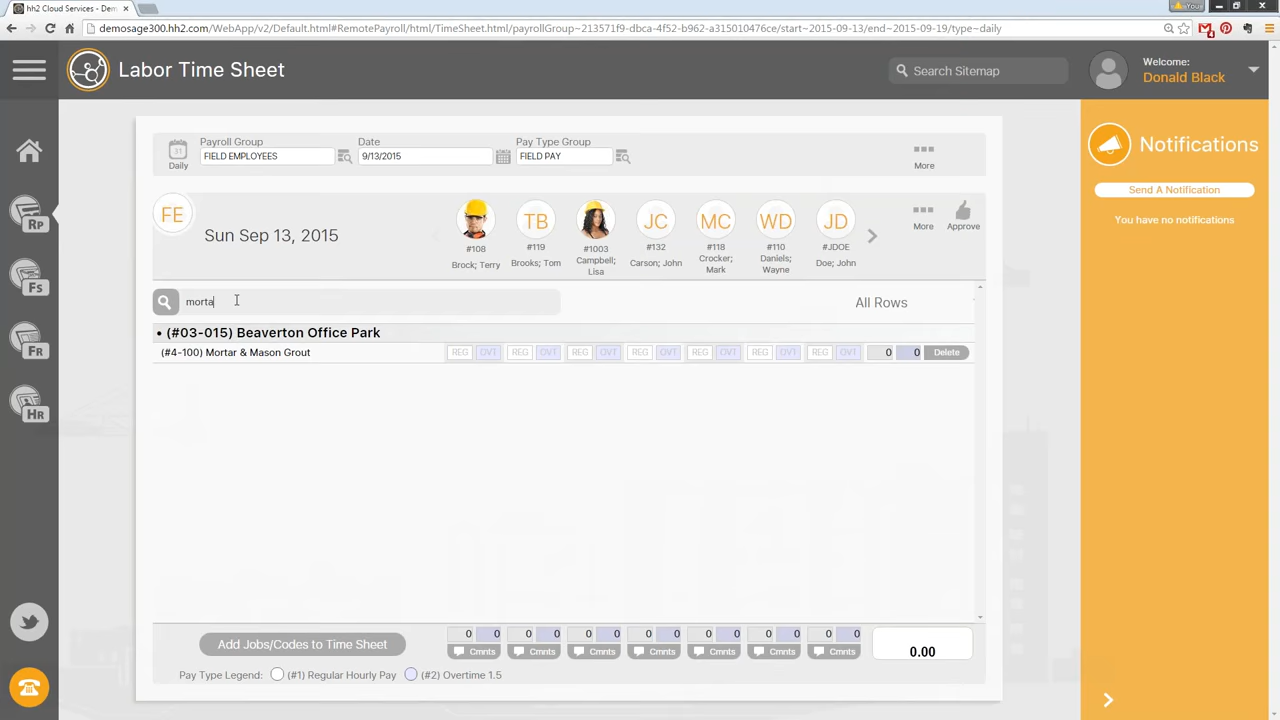 hh2 Cloud Services - Dem
demosage300.hh2.com/WebApp/v2/Default.html#RemotePayroll/html/TimeSheet.html/payrollGroup~213571f9-dbca-4f52-b962-a315010476ce/start~2015-09-13/end~2015-09-19/type~daily
4
Labor Time Sheet
Search Sitemap
Welcome:
Donald Black
Rp
Fs
Fr
Hr
31
Daily
Payroll Group
FIELD EMPLOYEES
Date
9/13/2015
Pay Type Group
FIELD PAY
More
FE
Sun Sep 13, 2015
TB JC MC WD JD
#108 #119 #1003 #132 #118 #110 #JDOE
Brock; Terry
Brooks; Tom
Campbell;
Lisa
Carson; John
Crocker;
Mark
Daniels;
Wayne
Doe; John
More
Approve
morta
All Rows
• (#03-015) Beaverton Office Park
(#4-100) Mortar & Mason Grout REG OVT REG OVT REG OVT REG OVT REG OVT REG OVT REG OVT 0 0 Delete
Add Jobs/Codes to Time Sheet
0 0 0 0 0 0 0 0 0 0 0 0 0 0
Cmnts Cmnts Cmnts Cmnts Cmnts Cmnts Cmnts
0.00
Pay Type Legend: (#1) Regular Hourly Pay (#2) Overtime 1.5
Notifications
Send A Notification
You have no notifications